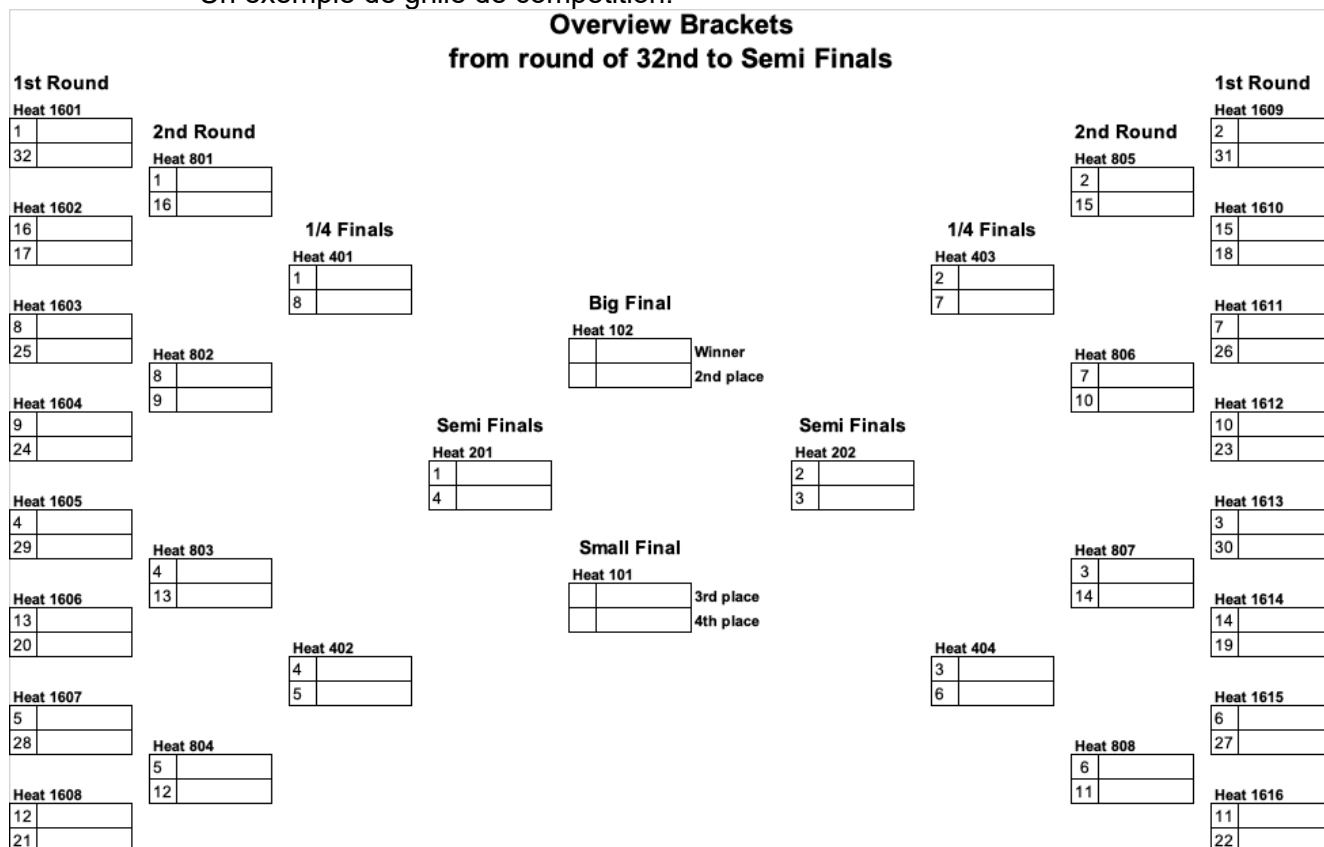 Un exemple de grille de compétition.
Overview Brackets
from round of 32nd to Semi Finals
1st Round
Heat 1601
1
32
Heat 1602
16
17
Heat 1603
8
25
Heat 1604
9
24
Heat 1605
4
29
Heat 1606
13
20
Heat 1607
5
28
Heat 1608
12
21
2nd Round
Heat 801
1
16
Heat 802
8
9
Heat 803
4
13
Heat 804
5
12
1/4 Finals
Heat 401
1
8
Heat 402
4
5
Semi Finals
Heat 201
1
4
Big Final
Heat 102
Winner
2nd place
Small Final
Heat 101
3rd place
4th place
Semi Finals
Heat 202
2
3
1/4 Finals
Heat 403
2
7
Heat 404
3
6
2nd Round
Heat 805
2
15
Heat 806
7
10
Heat 807
3
14
Heat 808
6
11
1st Round
Heat 1609
2
31
Heat 1610
15
18
Heat 1611
7
26
Heat 1612
10
23
Heat 1613
3
30
Heat 1614
14
19
Heat 1615
6
27
Heat 1616
11
22